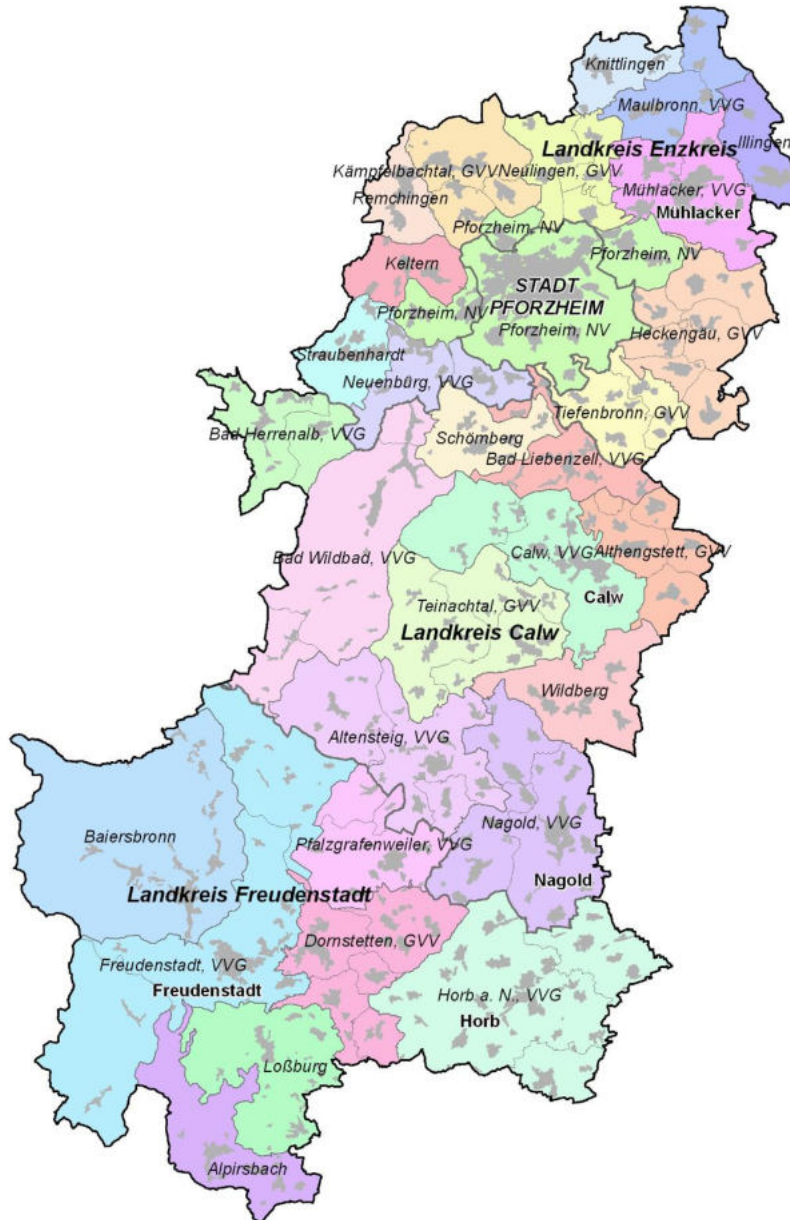 Knittlingen
Maulbronn, VVG
Illingen
Landkreis Enzkreis
Kämpfelbachtal, GVV
Neulingen, GVV
Mühlacker, VVG
Remchingen
Mühlacker
Pforzheim, NV
Pforzheim, NV
Keltern
STADT
PFORZHEIM
Pforzheim, NV
Pforzheim, NV
Heckengäu, GVV
Straubenhardt
Neuenbürg, VVG
Tiefenbronn, GVV
Bad Herrenalb, VVG
Schömberg
Bad Liebenzell, VVG
Bad Wildbad, VVG
Calw, VVG
Althengstett, GVV
Calw
Teinachtal, GVV
Landkreis Calw
Wildberg
Altensteig, VVG
Baiersbronn
Pfalzgrafenweiler, VVG
Nagold, VVG
Nagold
Landkreis Freudenstadt
Dornstetten, GVV
Freudenstadt, VVG
Freudenstadt
Horb a. N., VVG
Horb
Loßburg
Alpirsbach